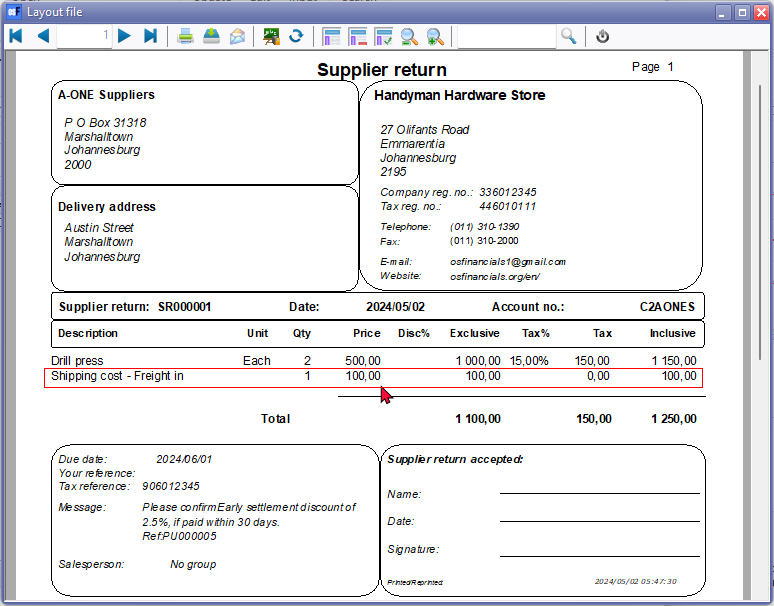 Layout file
1
Supplier return
Page 1
A-ONE Suppliers
P O Box 31318
Marshalltown
Johannesburg
2000
Handyman Hardware Store
27 Olifants Road
Emmarentia
Johannesburg
2195
Company reg. no.: 336012345
Tax reg. no.: 446010111
Telephone: (011) 310-1390
Fax: (011) 310-2000
E-mail: osfinancials1@gmail.com
Website: osfinancials.org/en/
Delivery address
Austin Street
Marshalltown
Johannesburg
Supplier return: SR000001 Date: 2024/05/02 Account no.: C2AONES
Description Unit Qty Price Disc% Exclusive Tax% Tax Inclusive
Drill press Each 2 500,00 1 000,00 15,00% 150,00 1 150,00
Shipping cost - Freight in 1 100,00 100,00 0,00 100,00
Total 1 100,00 150,00 1 250,00
Due date: 2024/06/01
Your reference:
Tax reference: 906012345
Message: Please confirmEarly settlement discount of
2.5%, if paid within 30 days.
Ref:PU000005
Salesperson: No group
Supplier return accepted:
Name:
Date:
Signature:
Printed/Reprinted: 2024/05/02 05:47:30